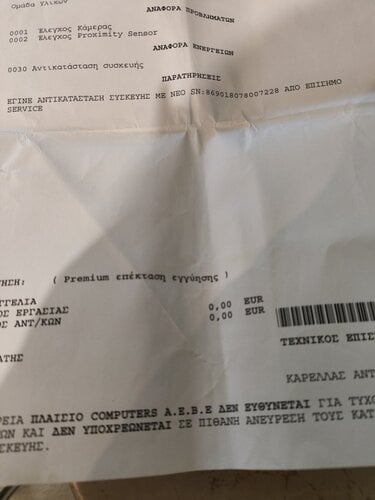 Ομάδα Υλικών
ΑΝΑΦΟΡΑ ΠΡΟΒΛΗΜΑΤΩΝ
0001 Έλεγχος Κάμερας
0002 Έλεγχος Proximity Sensor
ΑΝΑΦΟΡΑ ΕΝΕΡΓΕΙΩΝ
0030 Αντικατάσταση συσκευής
ΠΑΡΑΤΗΡΗΣΕΙΣ
ΕΓΙΝΕ ΑΝΤΙΚΑΤΑΣΤΑΣΗ ΣΥΣΚΕΥΗΣ ΜΕ ΝΕΟ SN:869018078007228 ΑΠΟ ΕΠΙΣΗΜΟ
SERVICE
ΤΗΣΗ: ( Premium επέκταση εγγύησης )
ΓΓΕΛΙΑ
ΟΣ ΕΡΓΑΣΙΑΣ 0,00 EUR
ΟΣ ΑΝΤ/ΚΩΝ 0,00 EUR
ΤΕΧΝΙΚΟΣ ΕΠΙΣ
ΑΤΗΣ
ΚΑΡΕΛΛΑΣ ΑΝΤ
ΡΕΙΑ ΠΛΑΙΣΙΟ COMPUTERS Α.Ε.Β.Ε ΔΕΝ ΕΥΘΥΝΕΤΑΙ ΓΙΑ ΤΥΧΟ
ΩΝ ΚΑΙ ΔΕΝ ΥΠΟΧΡΕΩΝΕΤΑΙ ΣΕ ΠΙΘΑΝΗ ΑΝΕΥΡΕΣΗ ΤΟΥΣ ΚΑΤ
ΣΚΕΥΗΣ.